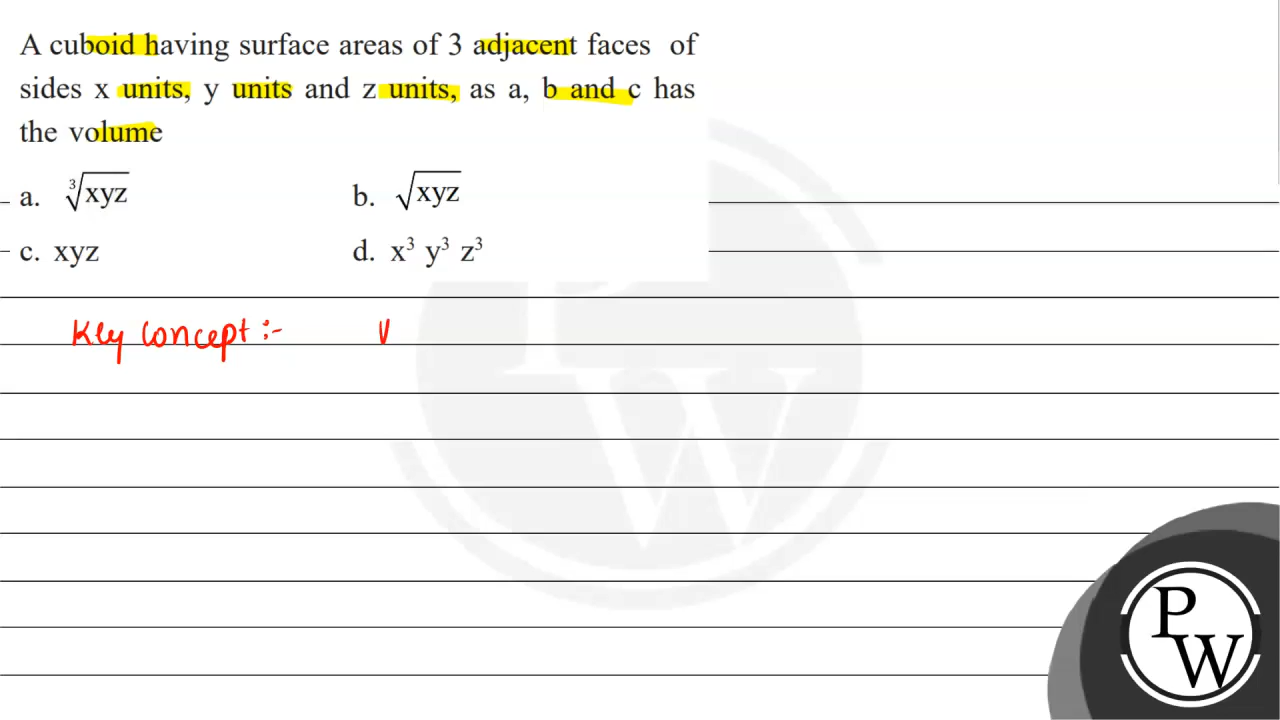 A cuboid having surface areas of 3 adjacent faces of
sides x units, y units and z units, as a, b and c has
the volume
a. ∛xyz b. √xyz
c. xyz d. x³ y³ z³
Key Concept :- V
PW